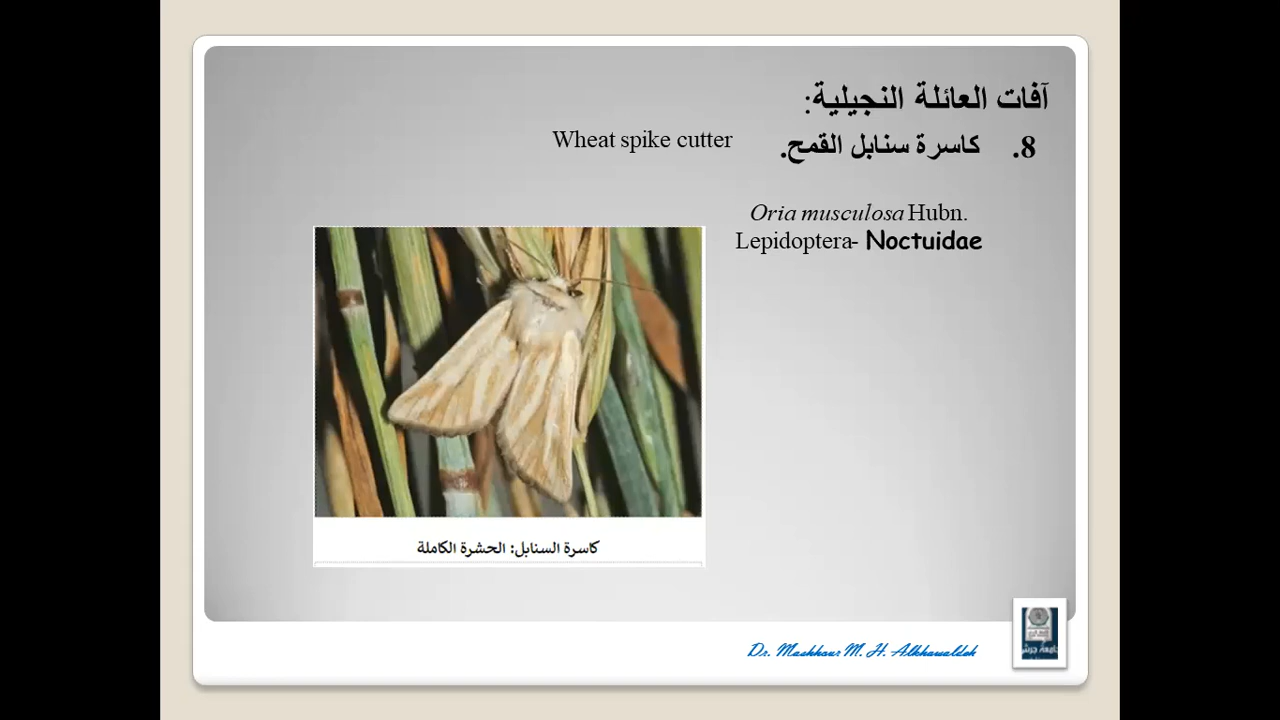 آفات العائلة النجيلية:
8. كاسرة سنابل القمح. Wheat spike cutter
Oria musculosa Hubn.
Lepidoptera- Noctuidae
كاسرة السنابل: الحشرة الكاملة
Dr. Mashhour M. H. Alkhawaldeh